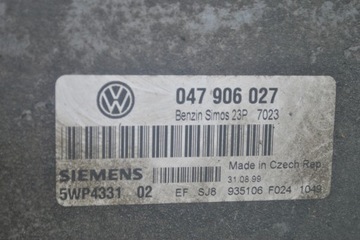 047 906 027
Benzin Simos 23P 7023
SIEMENS
Made in Czech Rep
31.08.99
5WP4331 02
EF SJ8 935106 F024 1049